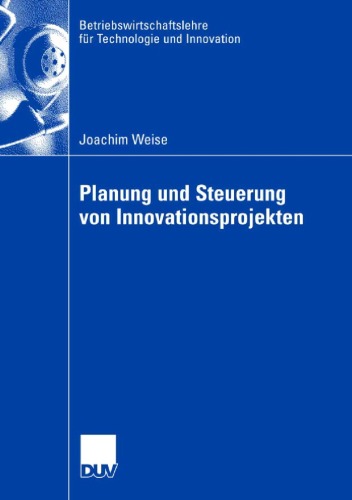 Betriebswirtschaftslehre
für Technologie und Innovation
Joachim Weise
Planung und Steuerung
von Innovationsprojekten
DUV